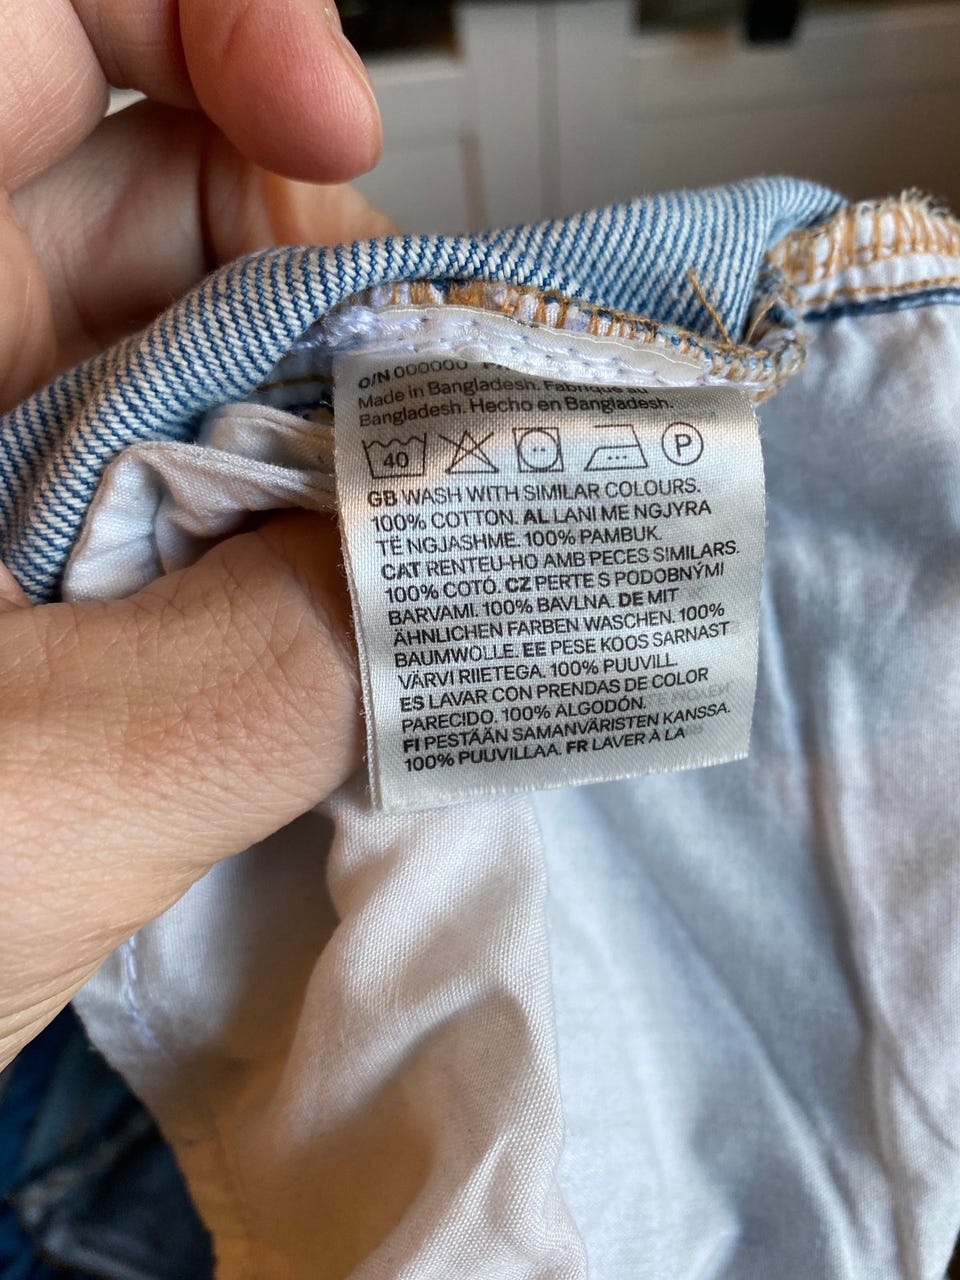 O/N 000000
Made in Bangladesh.
Bangladesh. Hecho en Bangladesh.
40 P
GB WASH WITH SIMILAR COLOURS.
100% COTTON. AL LANI ME NGJYRA
TË NGJASHME. 100% PAMBUK.
CAT RENTEU-HO AMB PECES SIMILARS.
100% COTÓ. CZ PERTE S PODOBNÝMI
BARVAMI. 100% BAVLNA. DE MIT
ÄHNLICHEN FARBEN WASCHEN. 100%
BAUMWOLLE. EE PESE KOOS SARNAST
VÄRVI RIIETEGA. 100% PUUVILL.
ES LAVAR CON PRENDAS DE COLOR
PARECIDO. 100% ALGODÓN.
FI PESTÄÄN SAMANVÄRISTEN KANSSA.
100% PUUVILLAA. FR LAVER À LA